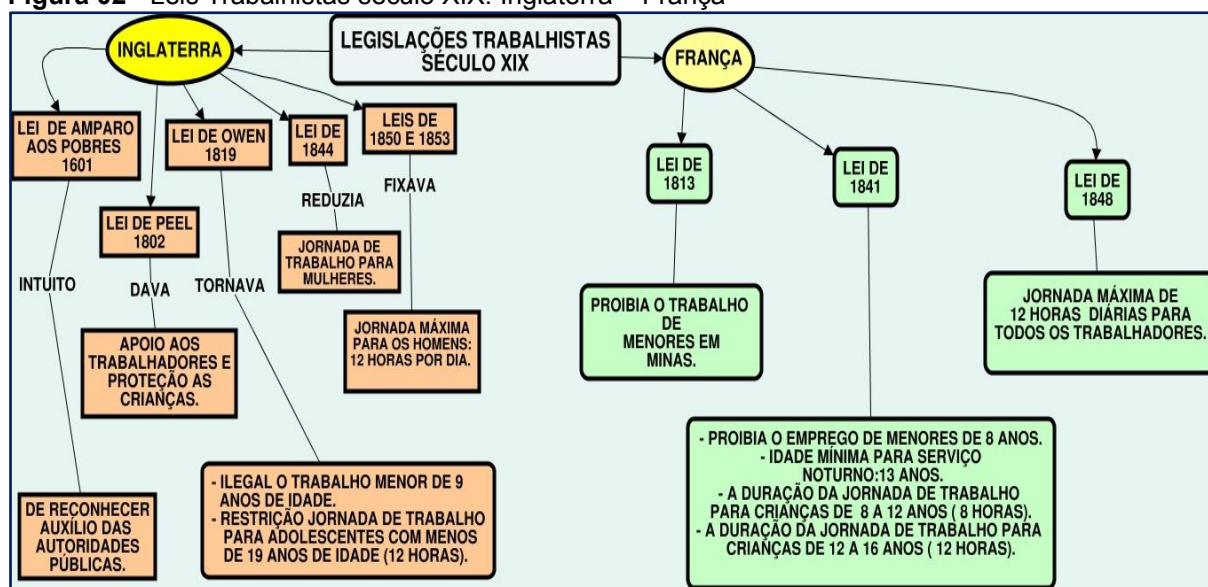 Figura 02 - Leis Trabalhistas século XIX: Inglaterra – França
LEGISLAÇÕES TRABALHISTAS
SÉCULO XIX
INGLATERRA
FRANÇA
LEI DE AMPARO
AOS POBRES
1601
LEI DE PEEL
1802
LEI DE OWEN
1819
LEI DE
1844
LEIS DE
1850 E 1853
INTUITO
DAVA
TORNAVA
REDUZIA
FIXAVA
DE RECONHECER
AUXÍLIO DAS
AUTORIDADES
PÚBLICAS.
APOIO AOS
TRABALHADORES E
PROTEÇÃO AS
CRIANÇAS.
- ILEGAL O TRABALHO MENOR DE 9
ANOS DE IDADE.
- RESTRIÇÃO JORNADA DE TRABALHO
PARA ADOLESCENTES COM MENOS
DE 19 ANOS DE IDADE (12 HORAS).
JORNADA DE
TRABALHO PARA
MULHERES.
JORNADA MÁXIMA
PARA OS HOMENS:
12 HORAS POR DIA.
LEI DE
1813
LEI DE
1841
LEI DE
1848
PROIBIA O TRABALHO
DE
MENORES EM
MINAS.
- PROIBIA O EMPREGO DE MENORES DE 8 ANOS.
- IDADE MÍNIMA PARA SERVIÇO
NOTURNO:13 ANOS.
- A DURAÇÃO DA JORNADA DE TRABALHO
PARA CRIANÇAS DE 8 A 12 ANOS ( 8 HORAS).
- A DURAÇÃO DA JORNADA DE TRABALHO PARA
CRIANÇAS DE 12 A 16 ANOS ( 12 HORAS).
JORNADA MÁXIMA DE
12 HORAS DIÁRIAS PARA
TODOS OS TRABALHADORES.